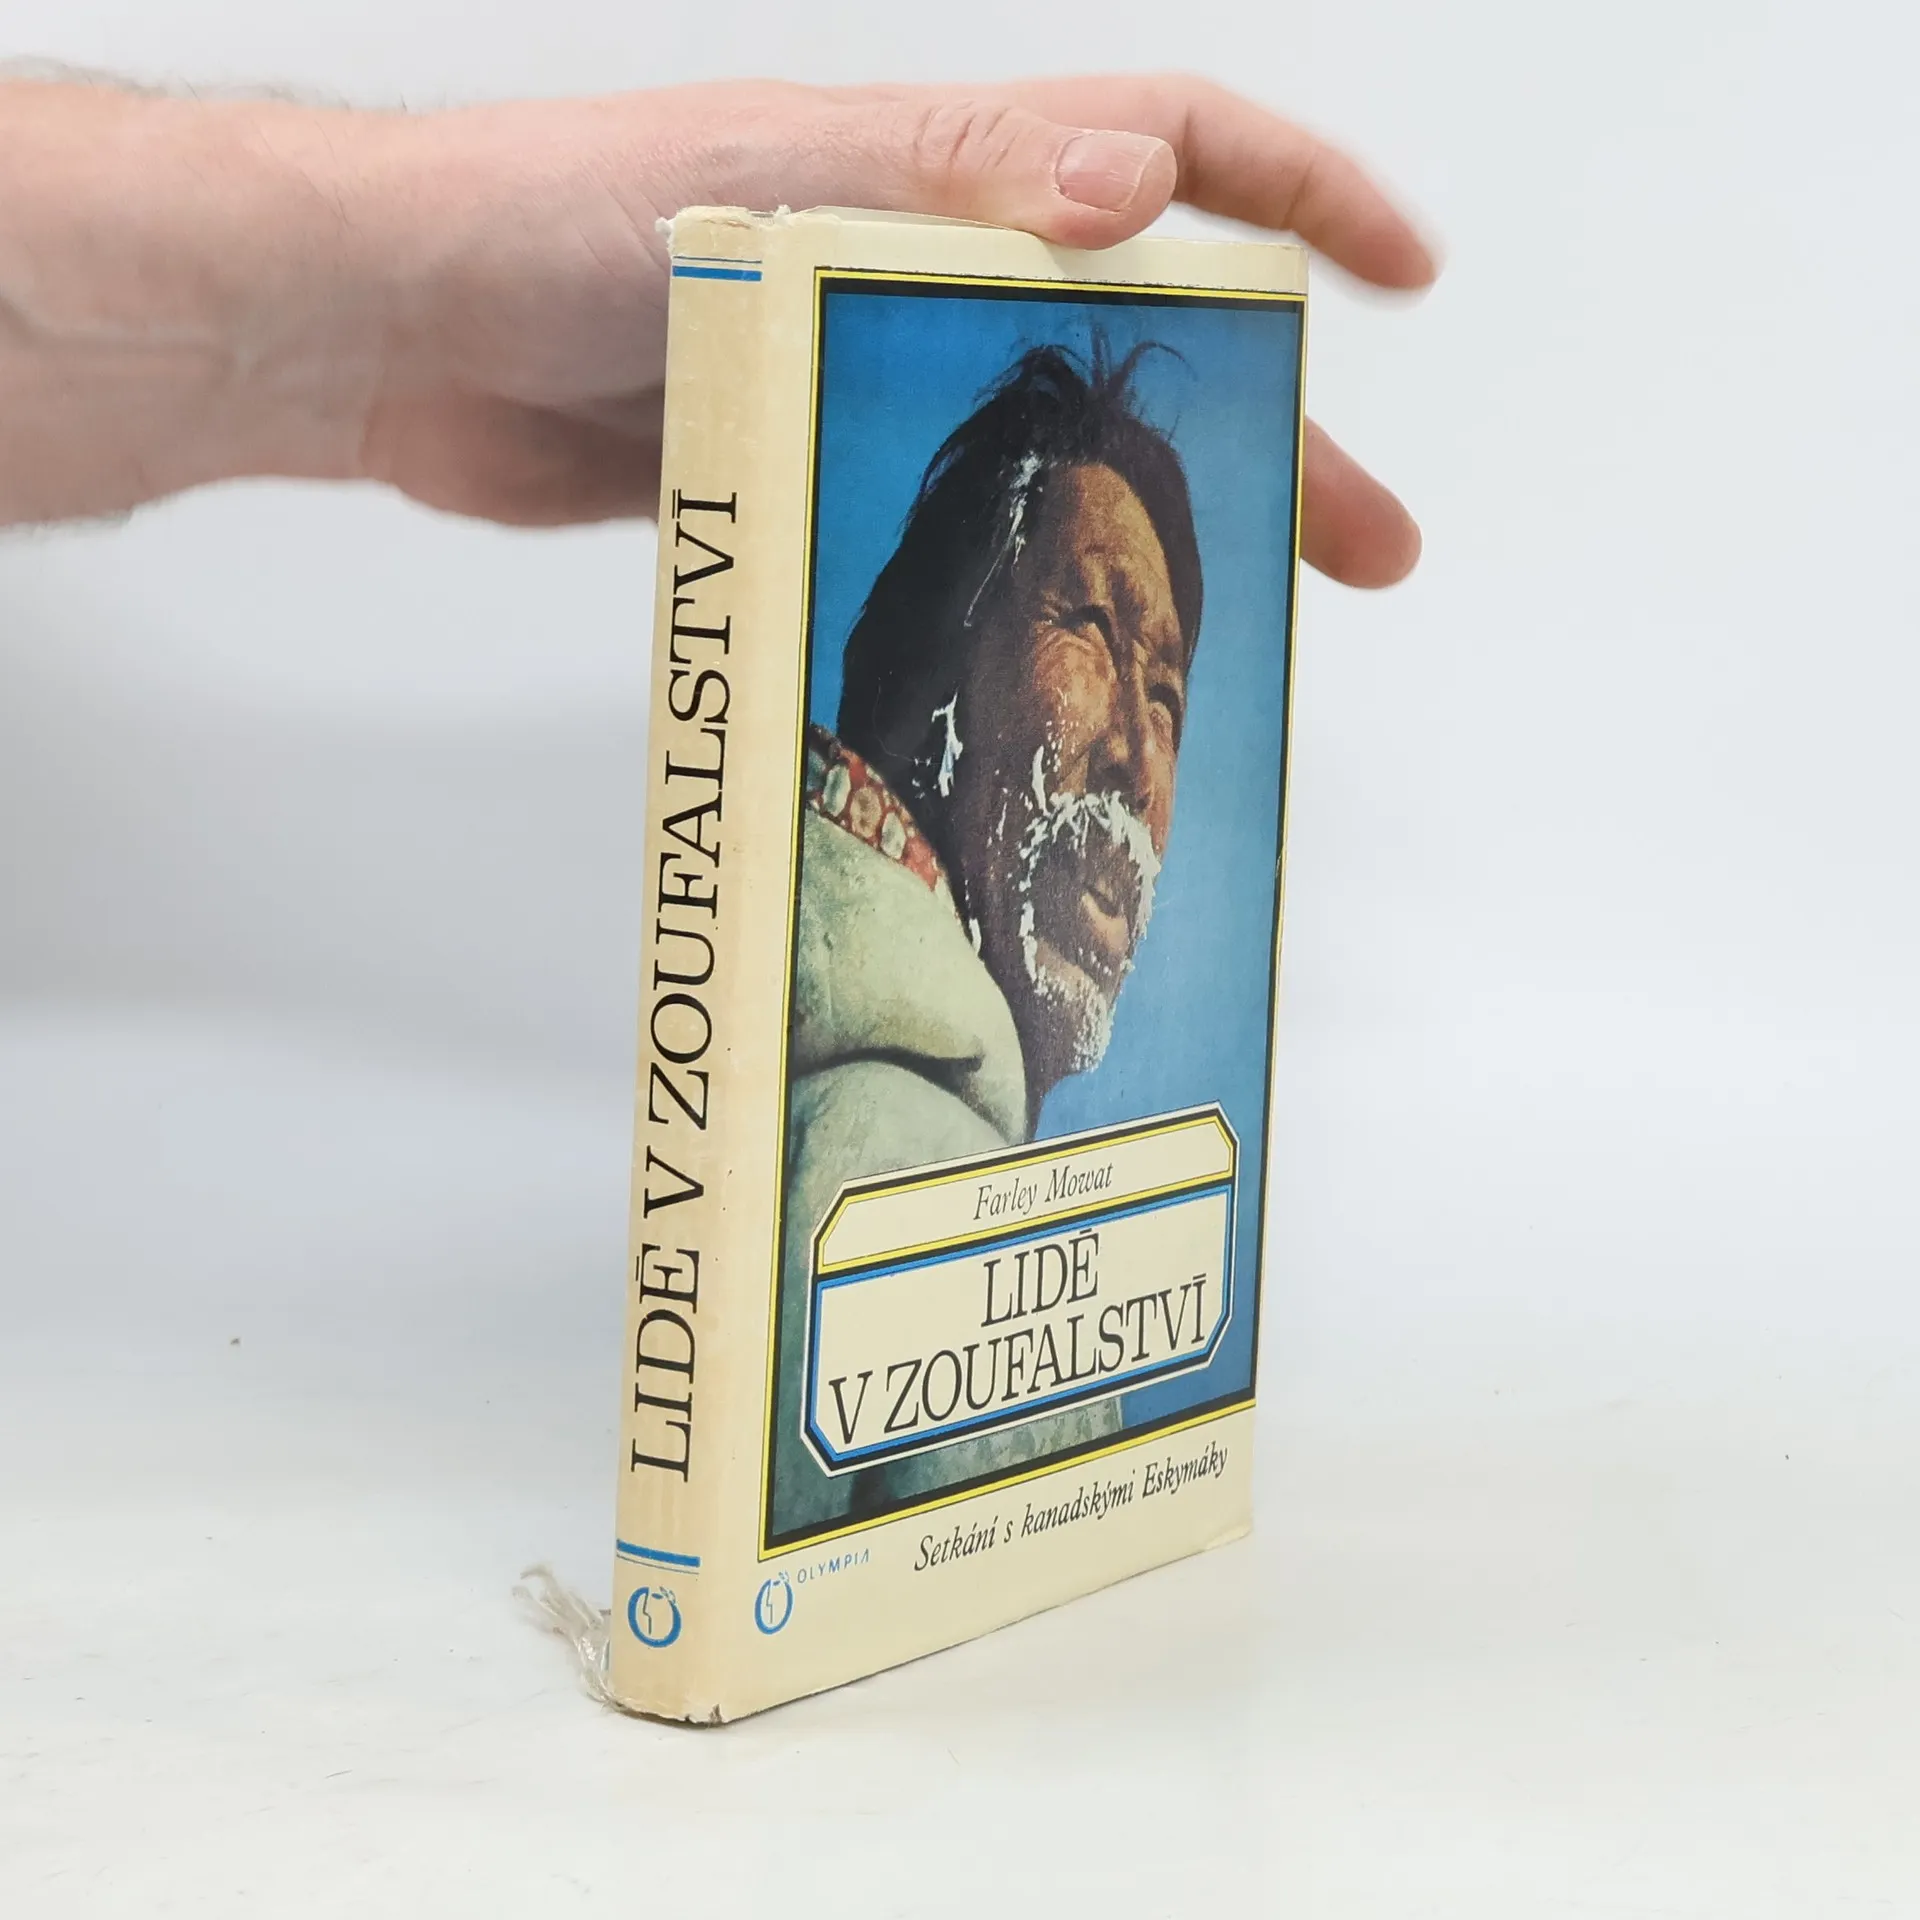 LIDÉ V ZOUFALSTVÍ
Farley Mowat
LIDÉ
V ZOUFALSTVÍ
Setkání s kanadskými Eskymáky
OLYMPIA